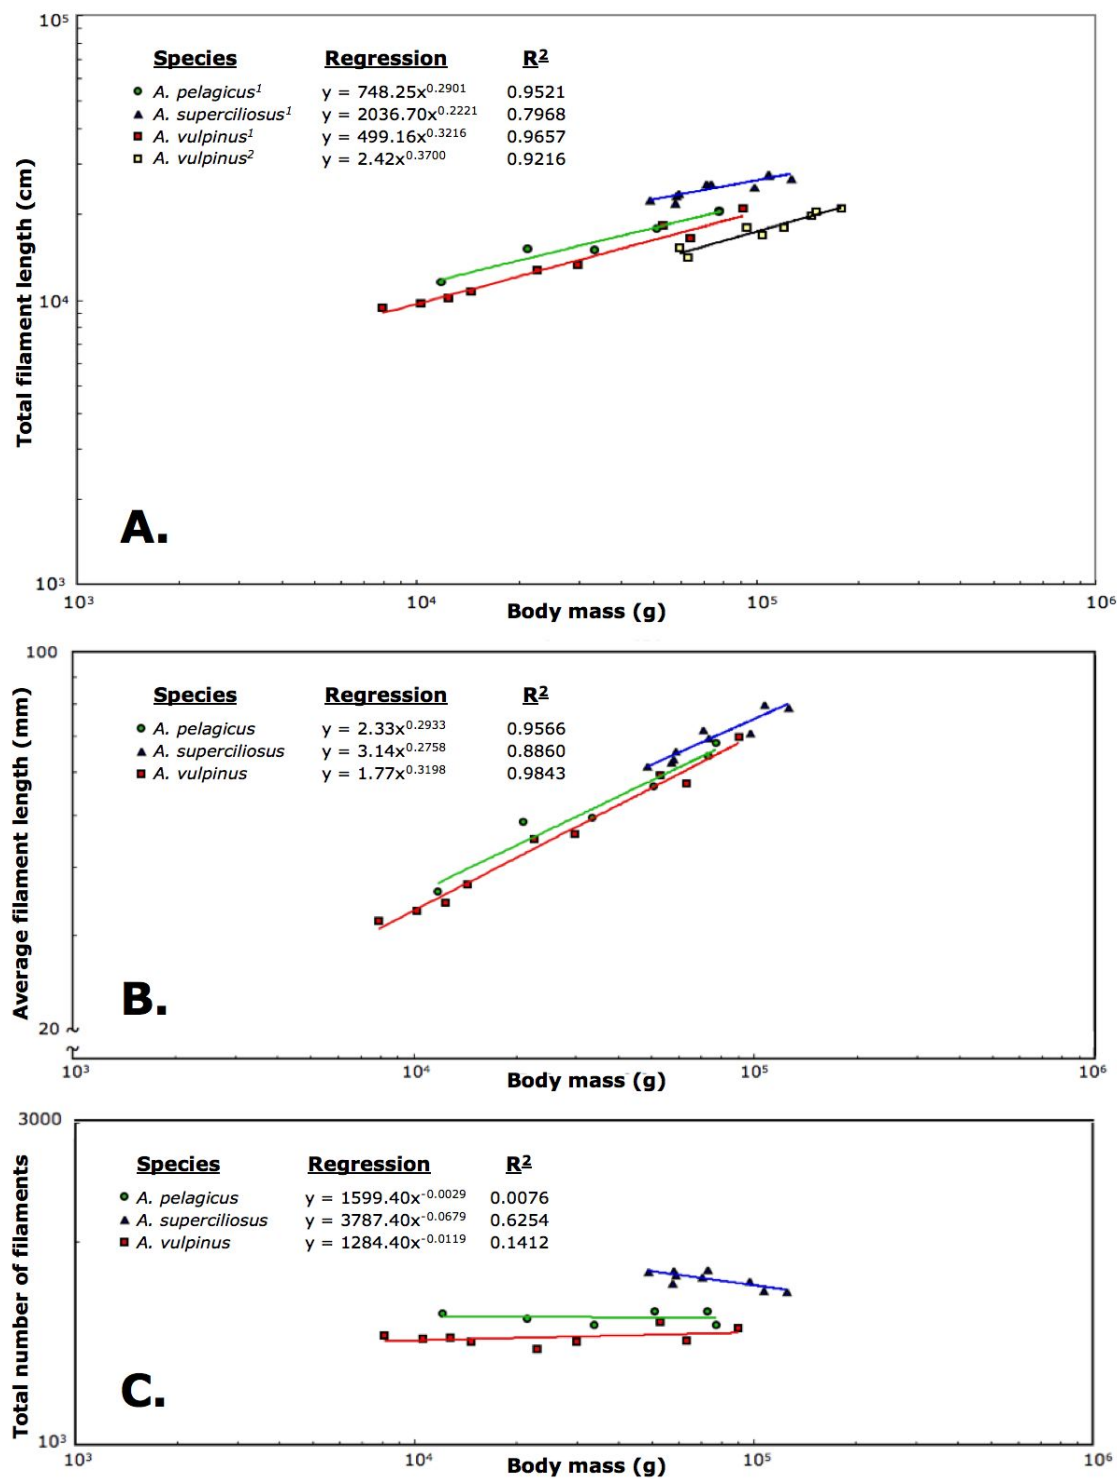 10⁵
Species Regression R²
A. pelagicus¹ y = 748.25x^0.2901 0.9521
A. superciliosus¹ y = 2036.70x^0.2221 0.7968
A. vulpinus¹ y = 499.16x^0.3216 0.9657
A. vulpinus² y = 2.42x^0.3700 0.9216
Total filament length (cm)
10⁴
A.
10³
10³ 10⁴ 10⁵ 10⁶
Body mass (g)
100
Species Regression R²
A. pelagicus y = 2.33x^0.2933 0.9566
A. superciliosus y = 3.14x^0.2758 0.8860
A. vulpinus y = 1.77x^0.3198 0.9843
Average filament length (mm)
B.
20
10³ 10⁴ 10⁵ 10⁶
Body mass (g)
3000
Species Regression R²
A. pelagicus y = 1599.40x^-0.0029 0.0076
A. superciliosus y = 3787.40x^-0.0679 0.6254
A. vulpinus y = 1284.40x^-0.0119 0.1412
Total number of filaments
C.
10³
10³ 10⁴ 10⁵ 10⁶
Body mass (g)